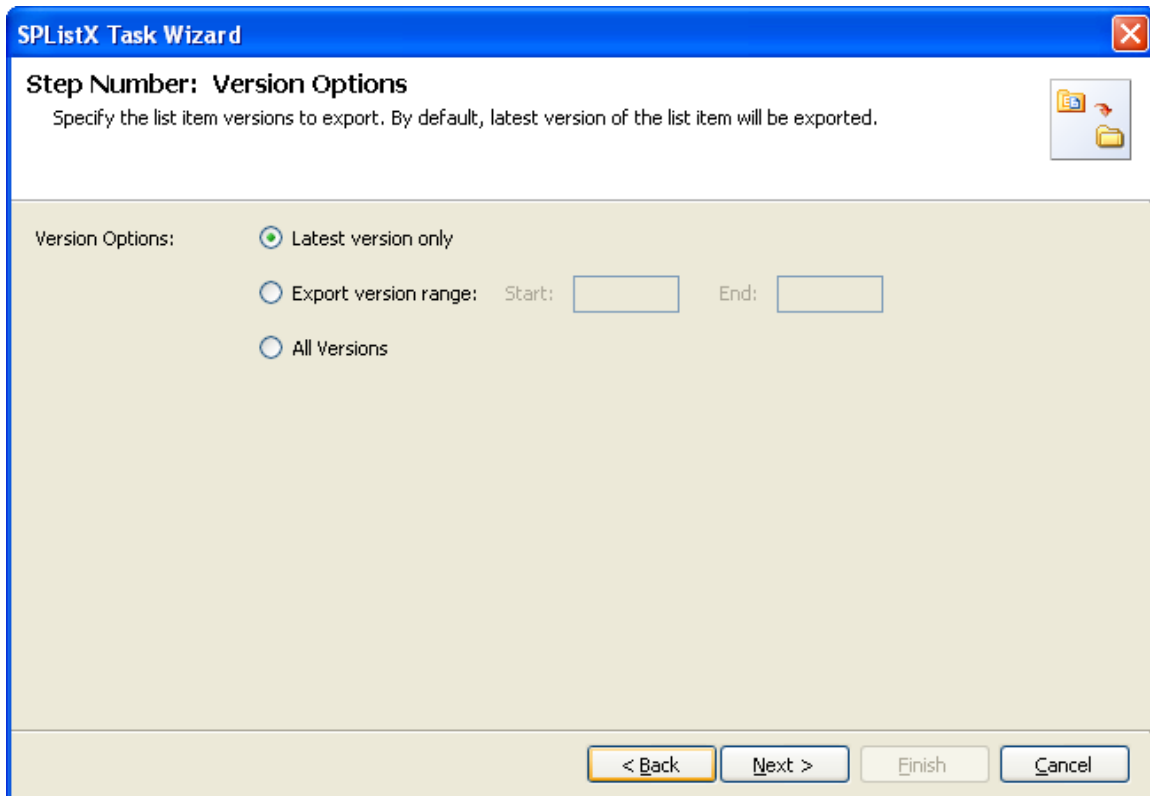 SPListX Task Wizard
Step Number: Version Options
Specify the list item versions to export. By default, latest version of the list item will be exported.
Version Options:
Latest version only
Export version range: Start: End:
All Versions
< Back Next > Finish Cancel